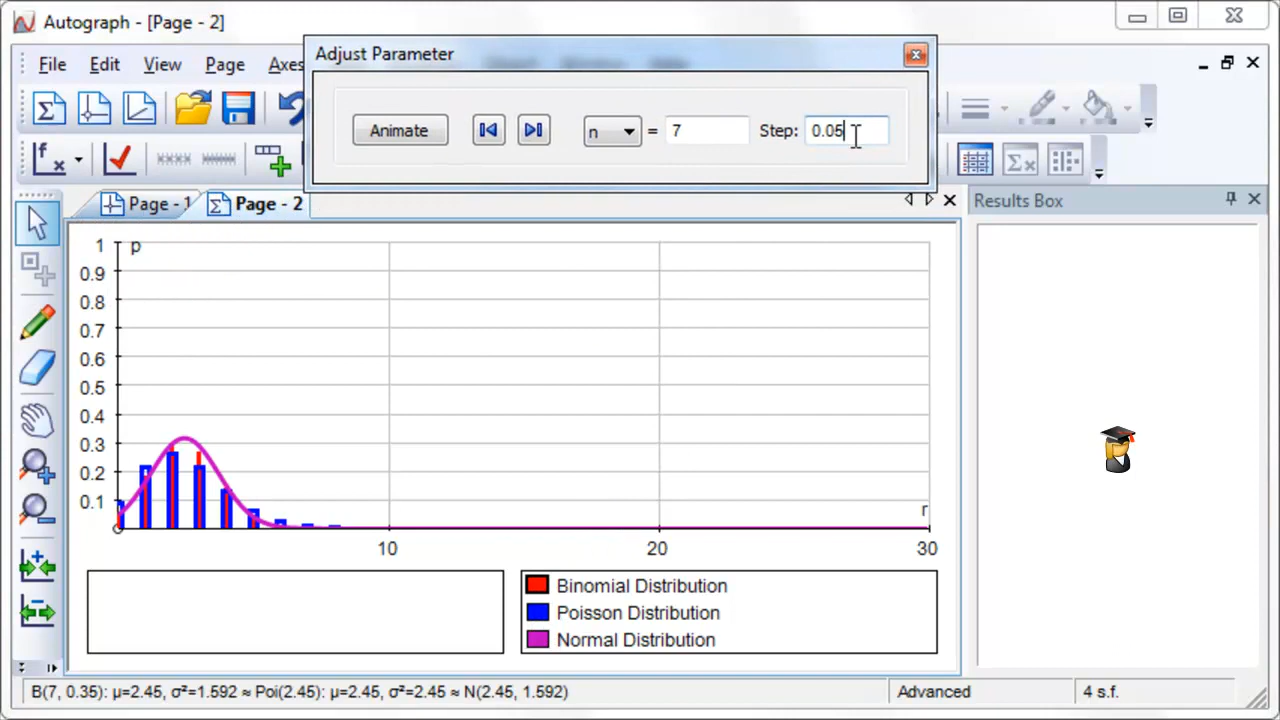 Autograph - [Page - 2]
Adjust Parameter
File Edit View Page Axes
Animate n = 7 Step: 0.05
Page - 1 Page - 2
Results Box
1 p
0.9
0.8
0.7
0.6
0.5
0.4
0.3
0.2
0.1
r
10 20 30
Binomial Distribution
Poisson Distribution
Normal Distribution
B(7, 0.35): µ=2.45, σ²=1.592 ≈ Poi(2.45): µ=2.45, σ²=2.45 ≈ N(2.45, 1.592) Advanced 4 s.f.